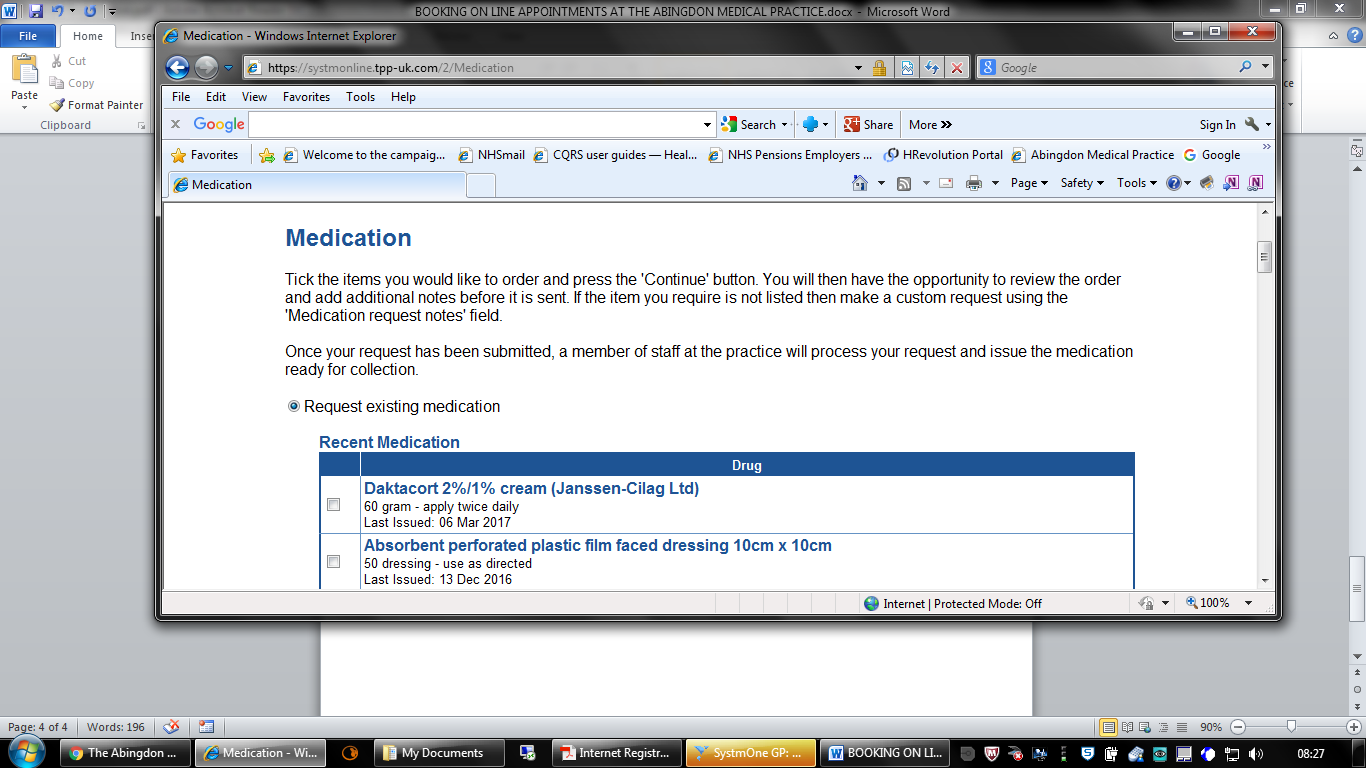 BOOKING ON LINE APPOINTMENTS AT THE ABINGDON MEDICAL PRACTICE.docx - Microsoft Word
File Home Inser
Medication - Windows Internet Explorer
Paste
Cut
Copy
Format Painter
Clipboard
https://systmonline.tpp-uk.com/2/Medication
Google
File Edit View Favorites Tools Help
Google Search Share More Sign In
Favorites Welcome to the campaig... NHSmail CQRS user guides — Heal... NHS Pensions Employers ... HRevolution Portal Abingdon Medical Practice Google
Medication Page Safety Tools
Medication
Tick the items you would like to order and press the 'Continue' button. You will then have the opportunity to review the order
and add additional notes before it is sent. If the item you require is not listed then make a custom request using the
'Medication request notes' field.
Once your request has been submitted, a member of staff at the practice will process your request and issue the medication
ready for collection.
Request existing medication
Recent Medication
Drug
Daktacort 2%/1% cream (Janssen-Cilag Ltd)
60 gram - apply twice daily
Last Issued: 06 Mar 2017
Absorbent perforated plastic film faced dressing 10cm x 10cm
50 dressing - use as directed
Last Issued: 13 Dec 2016
Internet | Protected Mode: Off 100%
Page: 4 of 4 Words: 196 90%
The Abingdon ... Medication - Wi... My Documents Internet Registr... SystmOne GP: ... BOOKING ON LI... 08:27